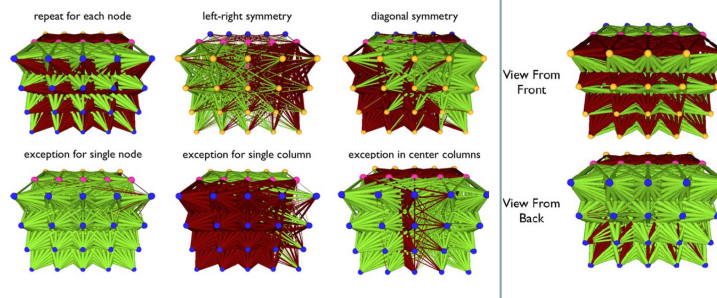 repeat for each node
left-right symmetry
diagonal symmetry
exception for single node
exception for single column
exception in center columns
View From
Front
View From
Back